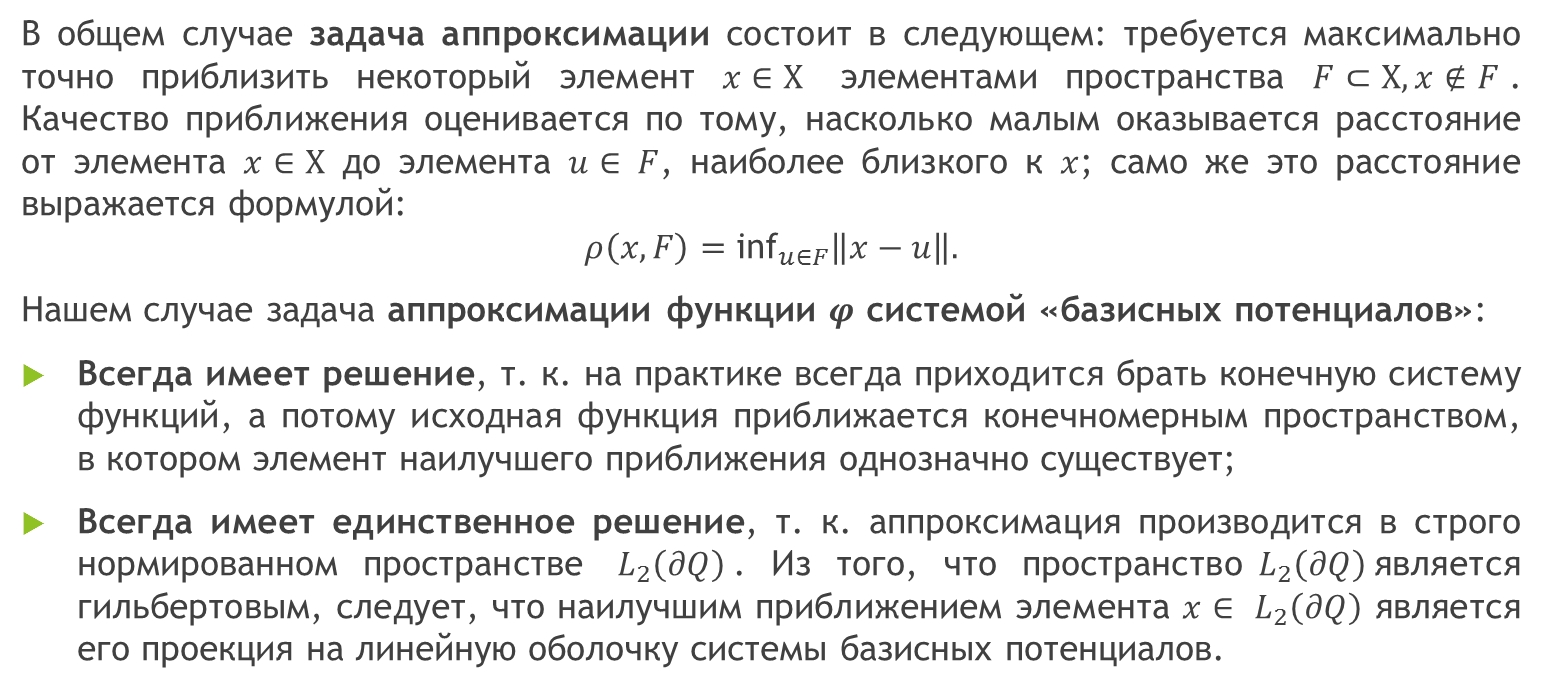 В общем случае задача аппроксимации состоит в следующем: требуется максимально
точно приблизить некоторый элемент x ∈ X элементами пространства F ⊂ X, x ∉ F .
Качество приближения оценивается по тому, насколько малым оказывается расстояние
от элемента x ∈ X до элемента u ∈ F, наиболее близкого к x; само же это расстояние
выражается формулой:
ρ(x, F) = inf_{u∈F}‖x − u‖.
Нашем случае задача аппроксимации функции φ системой «базисных потенциалов»:
Всегда имеет решение, т. к. на практике всегда приходится брать конечную систему
функций, а потому исходная функция приближается конечномерным пространством,
в котором элемент наилучшего приближения однозначно существует;
Всегда имеет единственное решение, т. к. аппроксимация производится в строго
нормированном пространстве L₂(∂Q) . Из того, что пространство L₂(∂Q) является
гильбертовым, следует, что наилучшим приближением элемента x ∈ L₂(∂Q) является
его проекция на линейную оболочку системы базисных потенциалов.